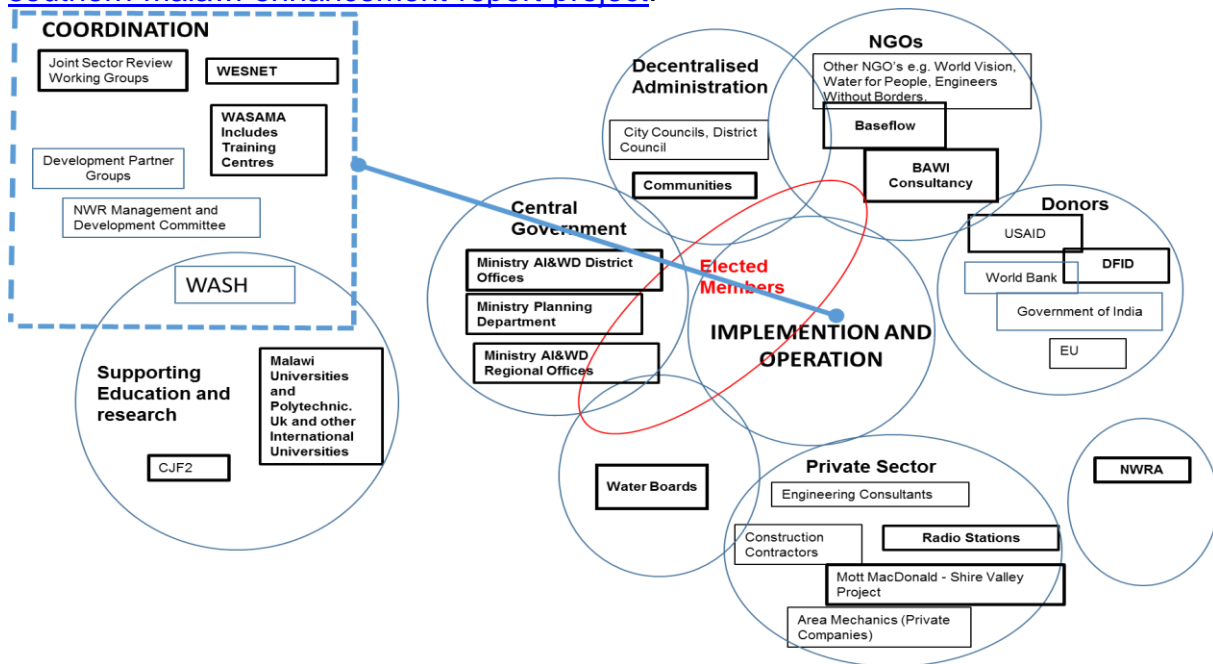 southern malawi enhancement report project.
COORDINATION
Joint Sector Review
Working Groups
WESNET
WASAMA
Includes
Training
Centres
Development Partner
Groups
NWR Management and
Development Committee
WASH
Supporting
Education and
research
Malawi
Universities
and
Polytechnic.
Uk and other
International
Universities
CJF2
Decentralised
Administration
City Councils, District
Council
Communities
NGOs
Other NGO's e.g. World Vision,
Water for People, Engineers
Without Borders.
Baseflow
BAWI
Consultancy
Central
Government
Ministry AI&WD District
Offices
Ministry Planning
Department
Ministry AI&WD
Regional Offices
Elected
Members
IMPLEMENTION AND
OPERATION
Donors
USAID
DFID
World Bank
Government of India
EU
Water Boards
Private Sector
Engineering Consultants
Construction
Contractors
Radio Stations
Mott MacDonald - Shire Valley
Project
Area Mechanics (Private
Companies)
NWRA